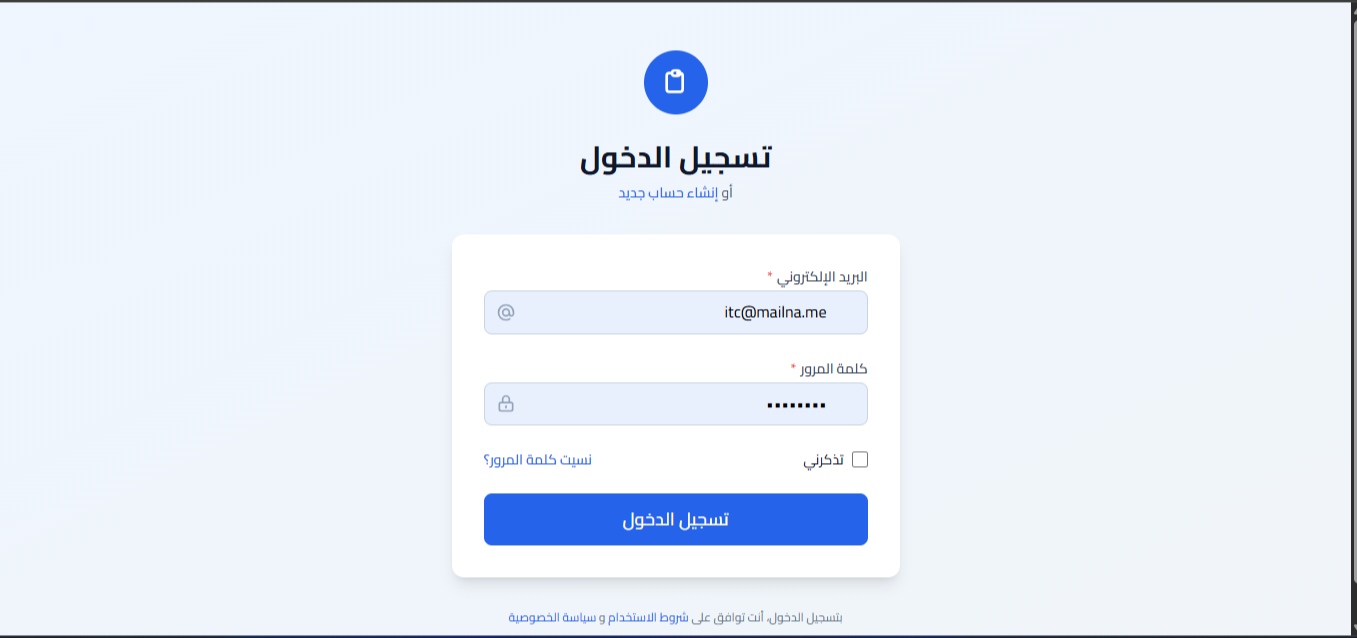 تسجيل الدخول
أو إنشاء حساب جديد
البريد الإلكتروني *
itc@mailna.me
@
كلمة المرور *
••••••••
تذكرني
نسيت كلمة المرور؟
تسجيل الدخول
بتسجيل الدخول، أنت توافق على شروط الاستخدام و سياسة الخصوصية